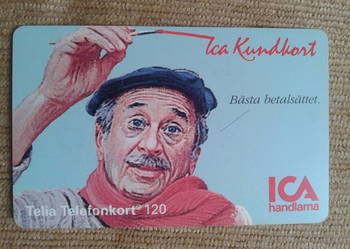 Ica Kundkort
Bästa betalsättet.
Telia Telefonkort 120
ICA
handlarna